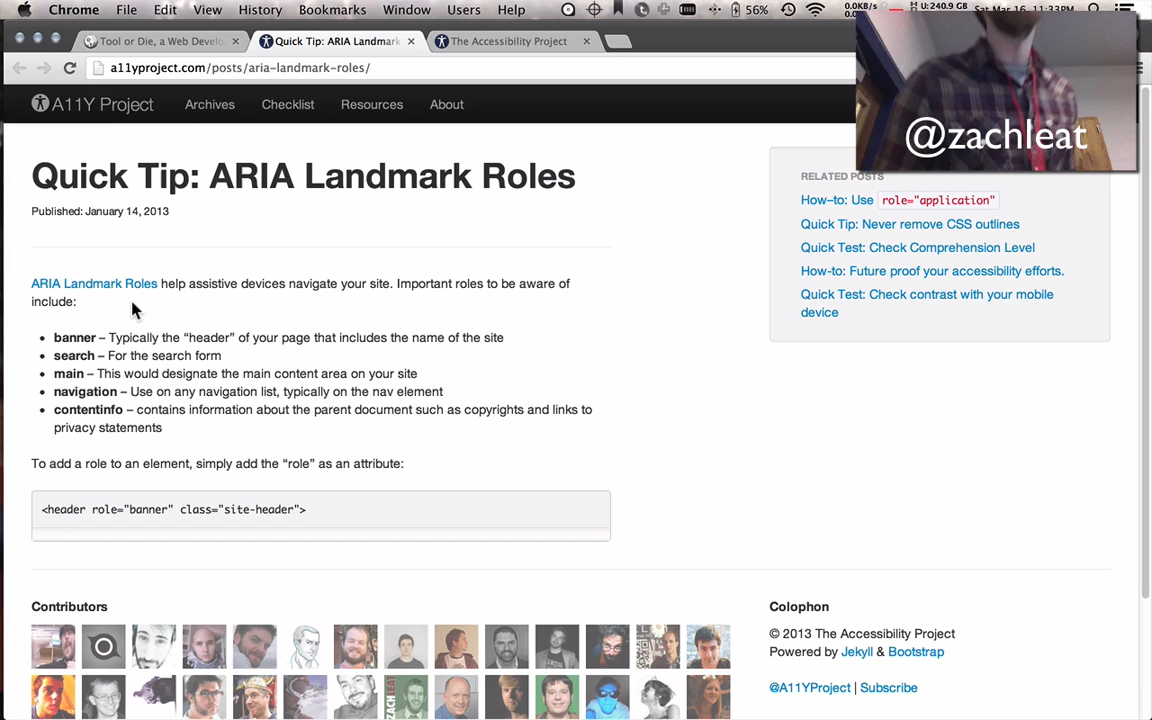 Chrome File Edit View History Bookmarks Window Users Help 56% 0.0KB/s U: 240.9 GB Sat Mar 16, 11:33PM
Tool or Die, a Web Develo Quick Tip: ARIA Landmark The Accessibility Project
a11yproject.com/posts/aria-landmark-roles/
A11Y Project Archives Checklist Resources About
@zachleat
Quick Tip: ARIA Landmark Roles
Published: January 14, 2013
ARIA Landmark Roles help assistive devices navigate your site. Important roles to be aware of
include:
• banner – Typically the “header” of your page that includes the name of the site
• search – For the search form
• main – This would designate the main content area on your site
• navigation – Use on any navigation list, typically on the nav element
• contentinfo – contains information about the parent document such as copyrights and links to
privacy statements
To add a role to an element, simply add the “role” as an attribute:
<header role="banner" class="site-header">
RELATED POSTS
How–to: Use role="application"
Quick Tip: Never remove CSS outlines
Quick Test: Check Comprehension Level
How-to: Future proof your accessibility efforts.
Quick Test: Check contrast with your mobile
device
Contributors
ZACH LEAT
Colophon
© 2013 The Accessibility Project
Powered by Jekyll & Bootstrap
@A11YProject | Subscribe